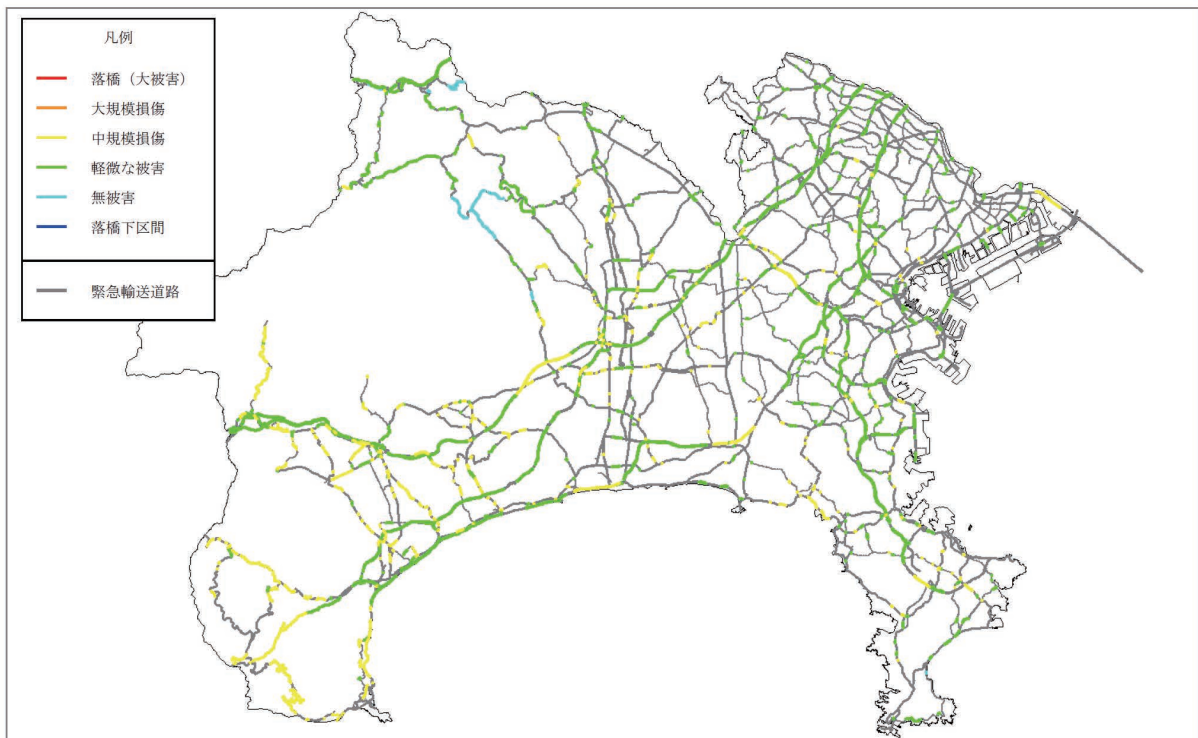 凡例
落橋（大被害）
大規模損傷
中規模損傷
軽微な被害
無被害
落橋下区間
緊急輸送道路